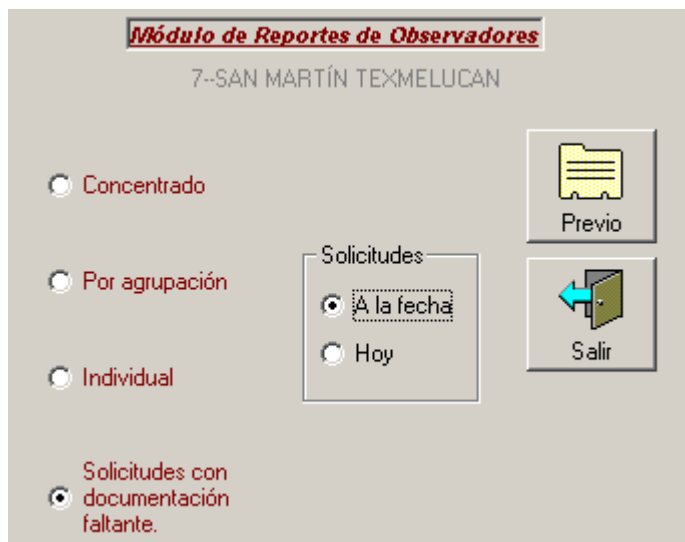 Módulo de Reportes de Observadores
7--SAN MARTÍN TEXMELUCAN
Concentrado
Por agrupación
Individual
Solicitudes con
documentación
faltante.
Solicitudes
A la fecha
Hoy
Previo
Salir